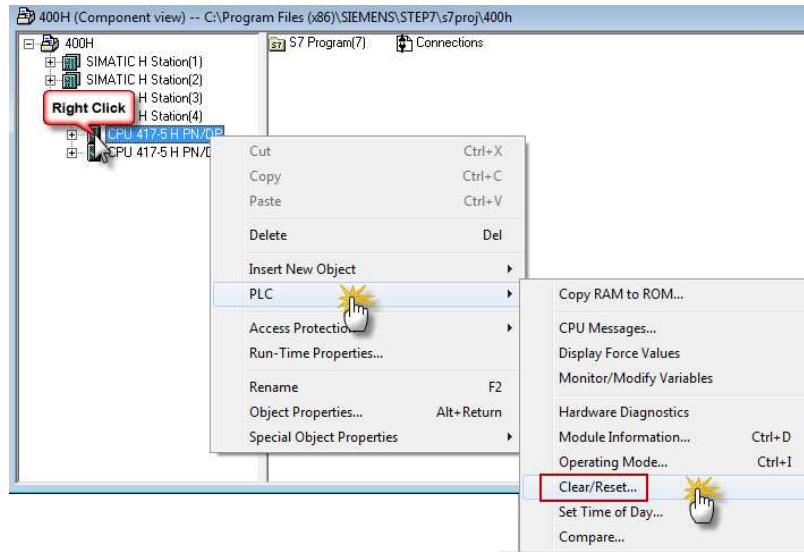 400H (Component view) -- C:\Program Files (x86)\SIEMENS\STEP7\s7proj\400h
400H
S7 Program(7)
Connections
SIMATIC H Station(1)
SIMATIC H Station(2)
H Station(3)
Right Click
H Station(4)
CPU 417-5 H PN/DP
CPU 417-5 H PN/D
Cut Ctrl+X
Copy Ctrl+C
Paste Ctrl+V
Delete Del
Insert New Object
PLC
Access Protection
Run-Time Properties...
Rename F2
Object Properties... Alt+Return
Special Object Properties
Copy RAM to ROM...
CPU Messages...
Display Force Values
Monitor/Modify Variables
Hardware Diagnostics
Module Information... Ctrl+D
Operating Mode... Ctrl+I
Clear/Reset...
Set Time of Day...
Compare...